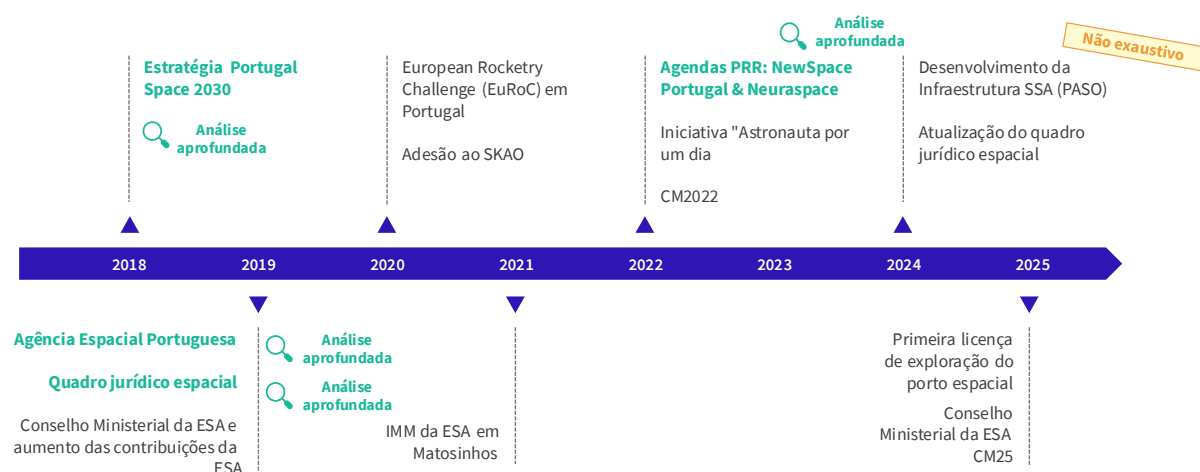 Análise
aprofundada
Não exaustivo
Estratégia Portugal
Space 2030
Análise
aprofundada
European Rocketry
Challenge (EuRoC) em
Portugal
Adesão ao SKAO
Agendas PRR: NewSpace
Portugal & Neuraspace
Iniciativa "Astronauta por
um dia
CM2022
Desenvolvimento da
Infraestrutura SSA (PASO)
Atualização do quadro
jurídico espacial
2018
2019
2020
2021
2022
2023
2024
2025
Agência Espacial Portuguesa
Análise
aprofundada
Quadro jurídico espacial
Análise
aprofundada
Conselho Ministerial da ESA e
aumento das contribuições da
ESA
IMM da ESA em
Matosinhos
Primeira licença
de exploração do
porto espacial
Conselho
Ministerial da ESA
CM25